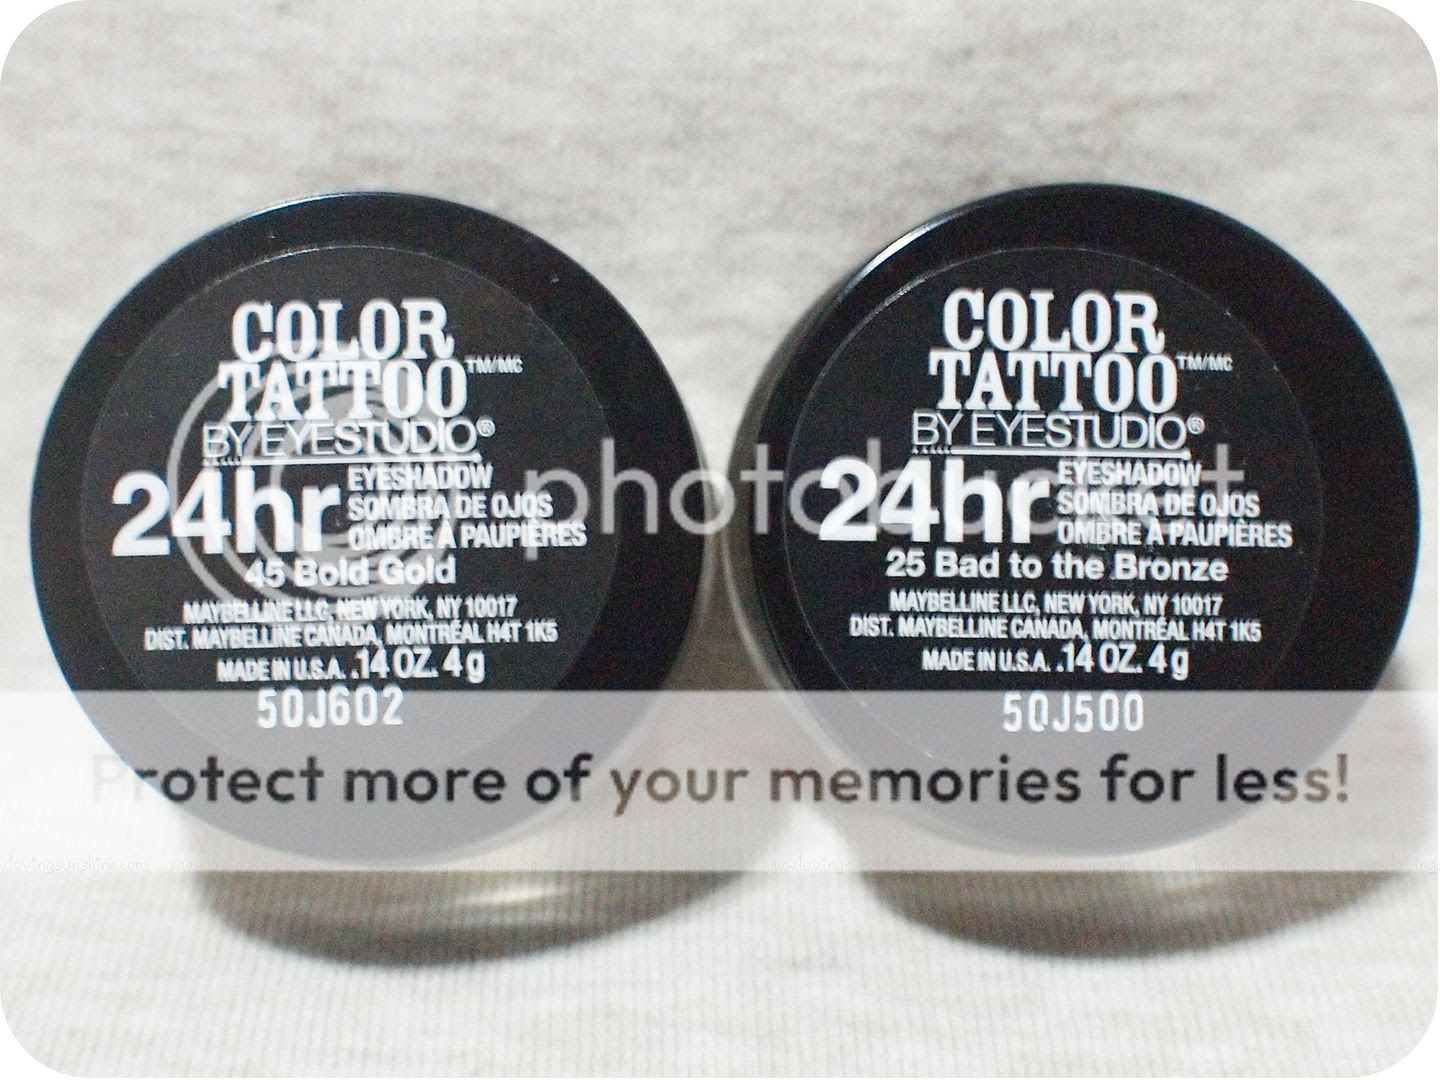 COLOR
TATTOO TM/MC
BY EYESTUDIO®
24hr EYESHADOW
SOMBRA DE OJOS
OMBRE À PAUPIÈRES
45 Bold Gold
MAYBELLINE LLC, NEW YORK, NY 10017
DIST. MAYBELLINE CANADA, MONTRÉAL H4T 1K5
MADE IN U.S.A. .14 OZ. 4 g
50J602
COLOR
TATTOO TM/MC
BY EYESTUDIO®
24hr EYESHADOW
SOMBRA DE OJOS
OMBRE À PAUPIÈRES
25 Bad to the Bronze
MAYBELLINE LLC, NEW YORK, NY 10017
DIST. MAYBELLINE CANADA, MONTRÉAL H4T 1K5
MADE IN U.S.A. .14 OZ. 4 g
50J500
photobucket
Protect more of your memories for less!
www.lovingsunshine.com